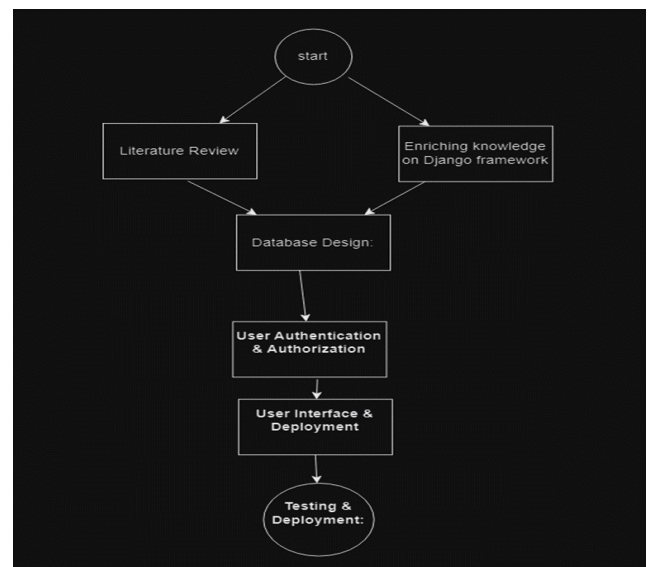 start
Literature Review
Enriching knowledge
on Django framework
Database Design:
User Authentication
& Authorization
User Interface &
Deployment
Testing &
Deployment: